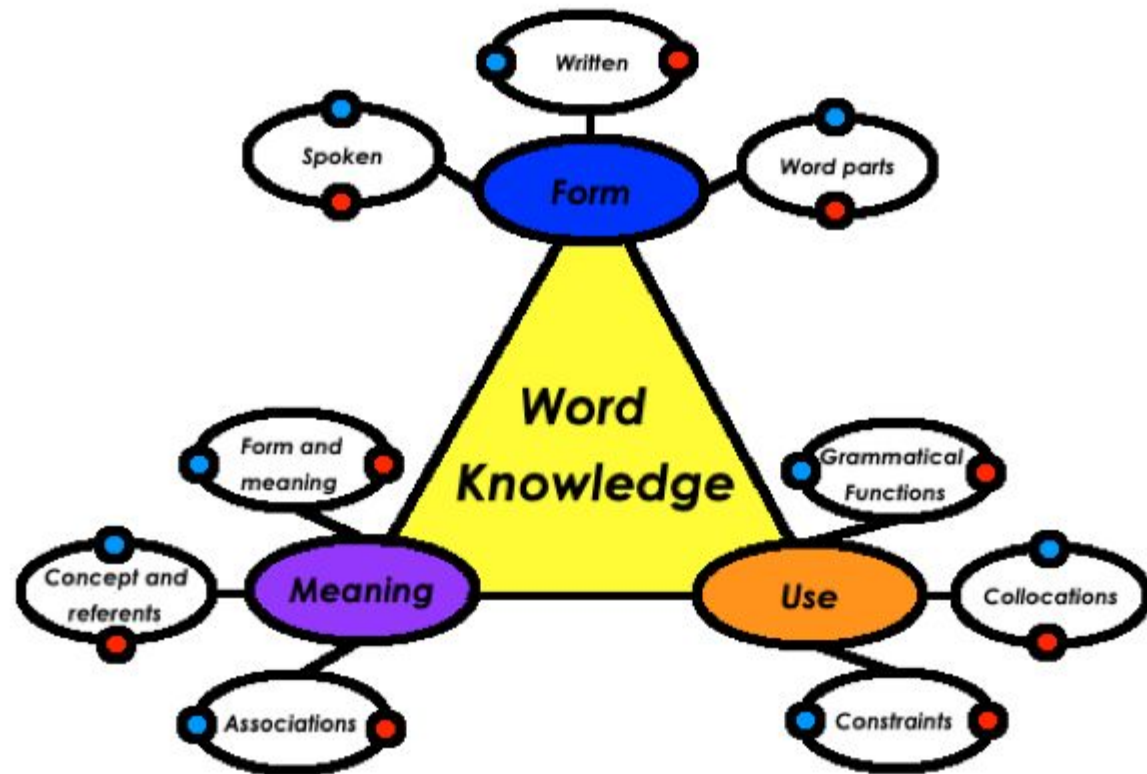 Written
Spoken
Word parts
Form
Word
Knowledge
Form and
meaning
Grammatical
Functions
Concept and
referents
Meaning
Use
Collocations
Associations
Constraints